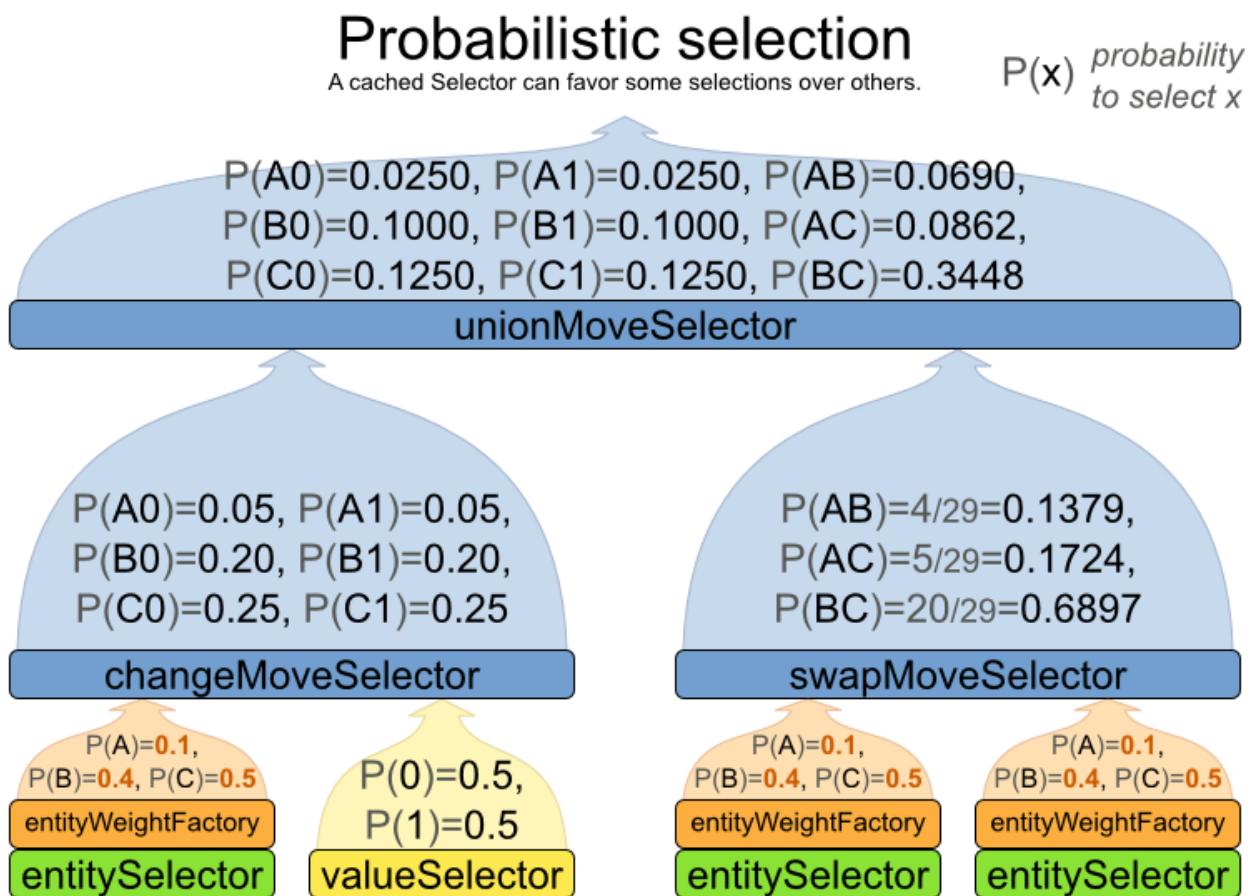 Probabilistic selection
A cached Selector can favor some selections over others.
P(x) probability
to select x
P(A0)=0.0250, P(A1)=0.0250, P(AB)=0.0690,
P(B0)=0.1000, P(B1)=0.1000, P(AC)=0.0862,
P(C0)=0.1250, P(C1)=0.1250, P(BC)=0.3448
unionMoveSelector
P(A0)=0.05, P(A1)=0.05,
P(B0)=0.20, P(B1)=0.20,
P(C0)=0.25, P(C1)=0.25
changeMoveSelector
P(AB)=4/29=0.1379,
P(AC)=5/29=0.1724,
P(BC)=20/29=0.6897
swapMoveSelector
P(A)=0.1,
P(B)=0.4, P(C)=0.5
entityWeightFactory
entitySelector
P(0)=0.5,
P(1)=0.5
valueSelector
P(A)=0.1,
P(B)=0.4, P(C)=0.5
entityWeightFactory
entitySelector
P(A)=0.1,
P(B)=0.4, P(C)=0.5
entityWeightFactory
entitySelector